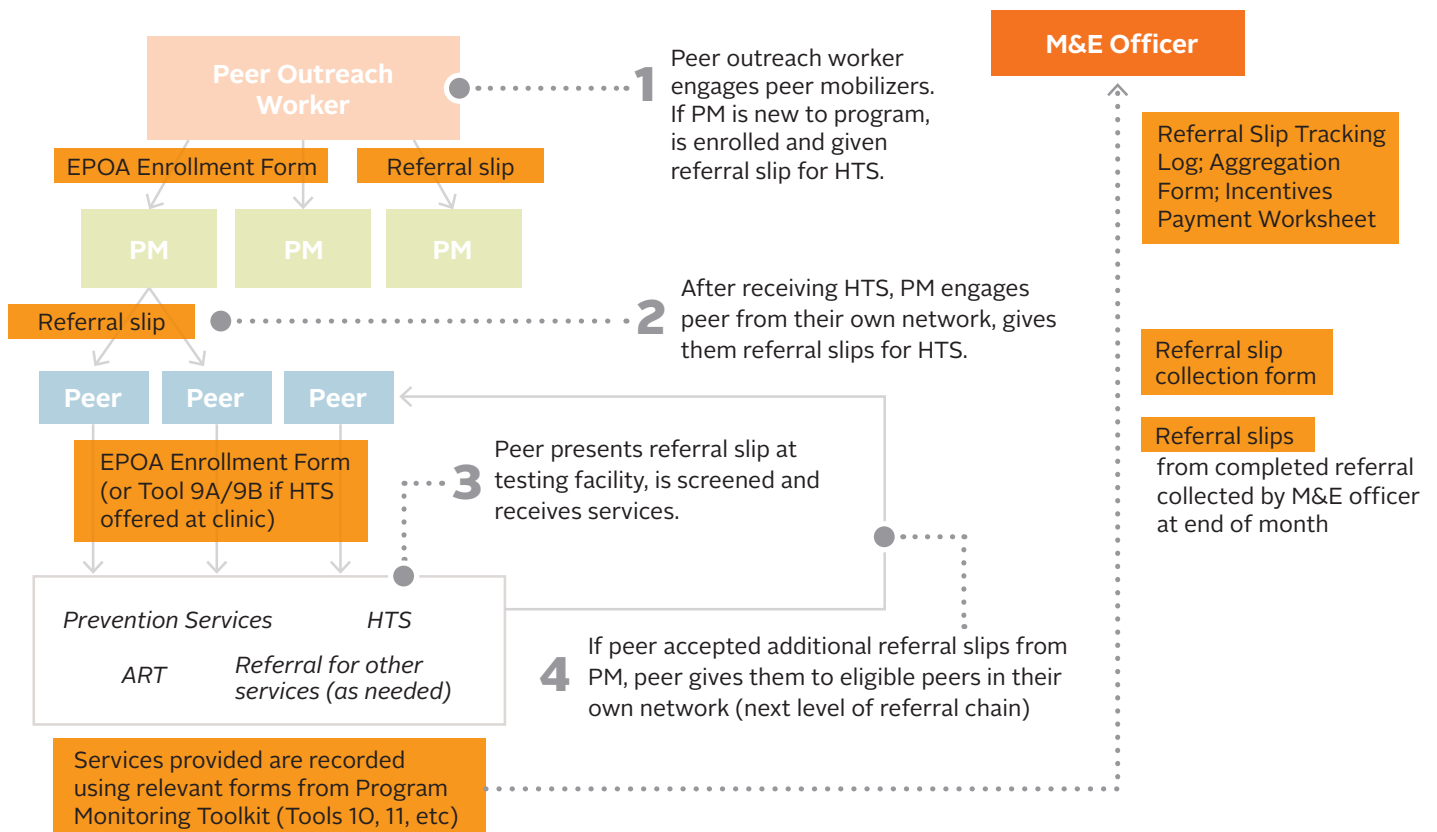 Peer Outreach
Worker
1
Peer outreach worker
engages peer mobilizers.
If PM is new to program,
is enrolled and given
referral slip for HTS.
M&E Officer
EPOA Enrollment Form
Referral slip
Referral Slip Tracking
Log; Aggregation
Form; Incentives
Payment Worksheet
PM
PM
PM
Referral slip
2
After receiving HTS, PM engages
peer from their own network, gives
them referral slips for HTS.
Referral slip
collection form
Peer
Peer
Peer
Referral slips
from completed referral
collected by M&E officer
at end of month
EPOA Enrollment Form
(or Tool 9A/9B if HTS
offered at clinic)
3
Peer presents referral slip at
testing facility, is screened and
receives services.
Prevention Services
HTS
ART
Referral for other
services (as needed)
4
If peer accepted additional referral slips from
PM, peer gives them to eligible peers in their
own network (next level of referral chain)
Services provided are recorded
using relevant forms from Program
Monitoring Toolkit (Tools 10, 11, etc)